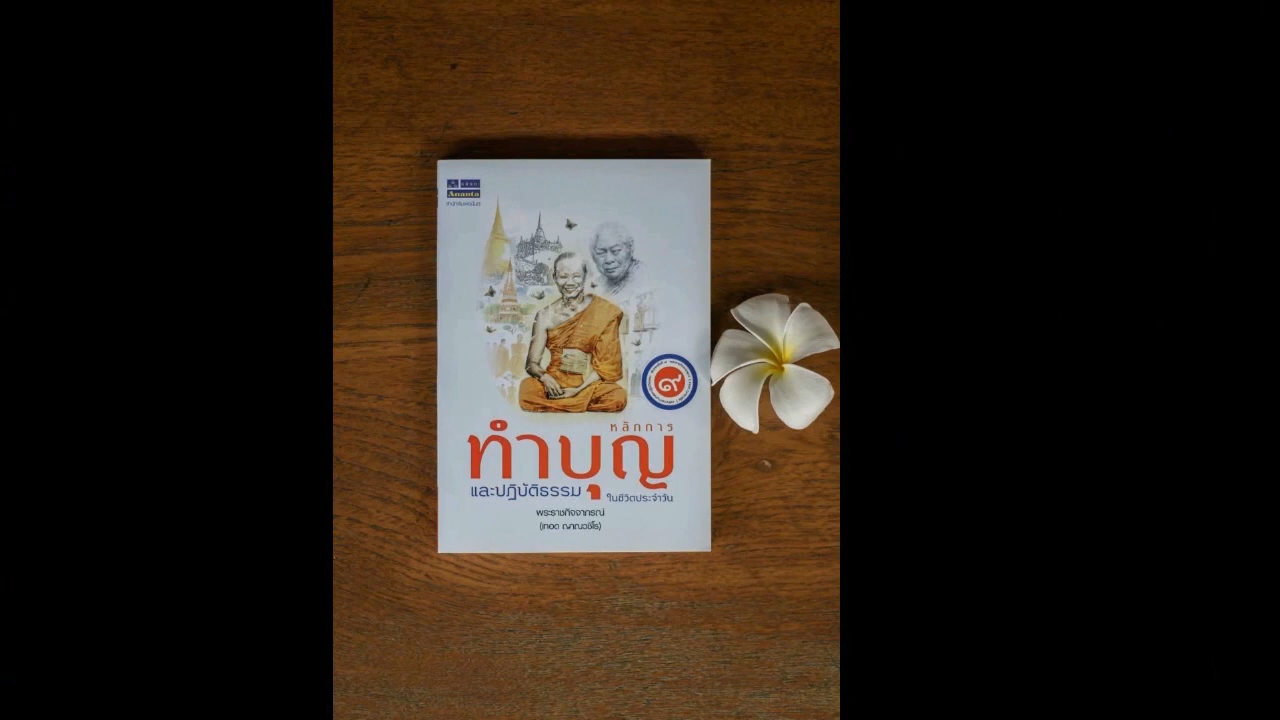 Ananta
๙
หลักการ
ทำบุญ
และปฏิบัติธรรม
ในชีวิตประจำวัน
พระราชกิจจาภรณ์
(เทอด ญาณวชิโร)